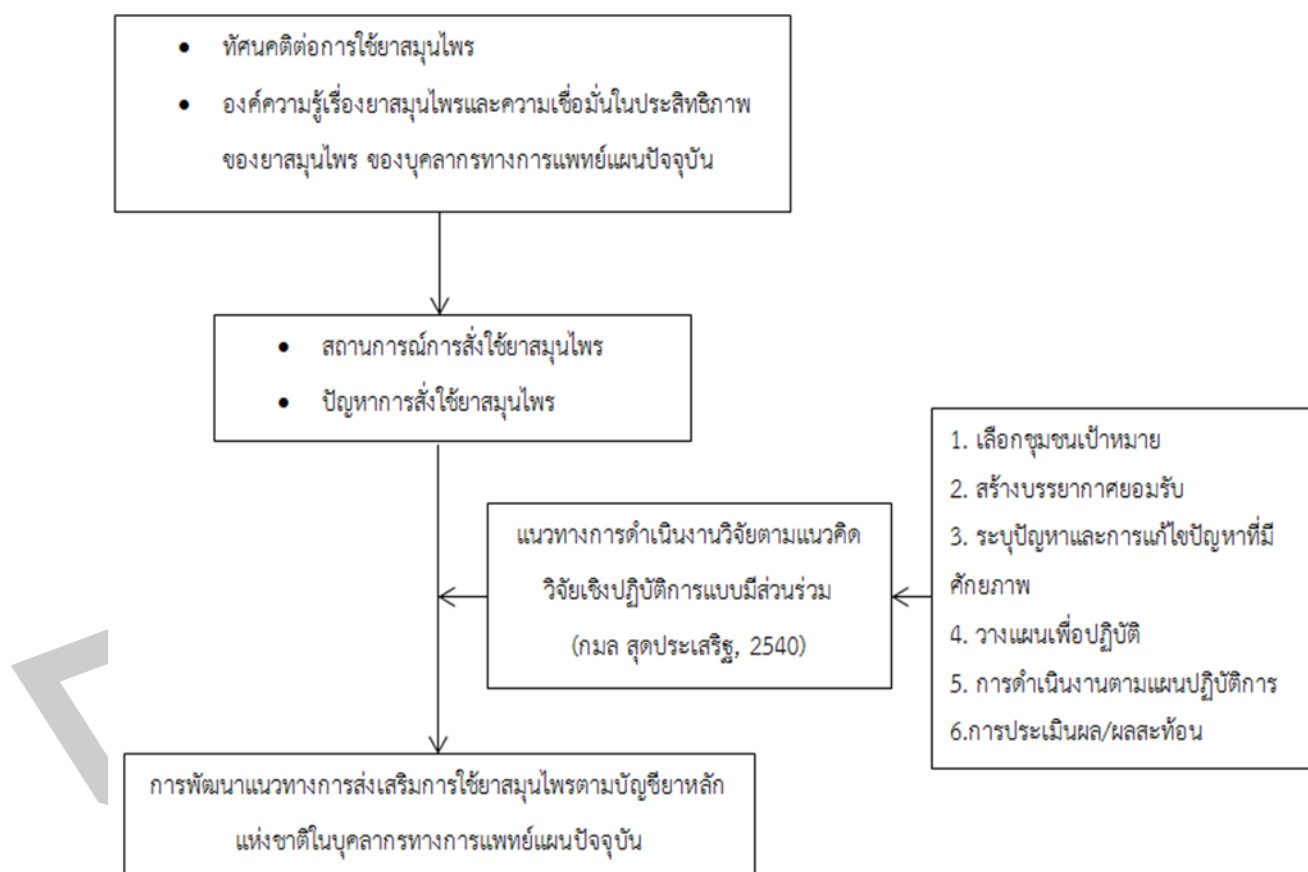 • ทัศนคติต่อการใช้ยาสมุนไพร
• องค์ความรู้เรื่องยาสมุนไพรและความเชื่อมั่นในประสิทธิภาพ
ของยาสมุนไพร ของบุคลากรทางการแพทย์แผนปัจจุบัน
• สถานการณ์การสั่งใช้ยาสมุนไพร
• ปัญหาการสั่งใช้ยาสมุนไพร
แนวทางการดำเนินงานวิจัยตามแนวคิด
วิจัยเชิงปฏิบัติการแบบมีส่วนร่วม
(กมล สุดประเสริฐ, 2540)
1. เลือกชุมชนเป้าหมาย
2. สร้างบรรยากาศยอมรับ
3. ระบุปัญหาและการแก้ไขปัญหาที่มี
ศักยภาพ
4. วางแผนเพื่อปฏิบัติ
5. การดำเนินงานตามแผนปฏิบัติการ
6.การประเมินผล/ผลสะท้อน
การพัฒนาแนวทางการส่งเสริมการใช้ยาสมุนไพรตามบัญชียาหลัก
แห่งชาติในบุคลากรทางการแพทย์แผนปัจจุบัน